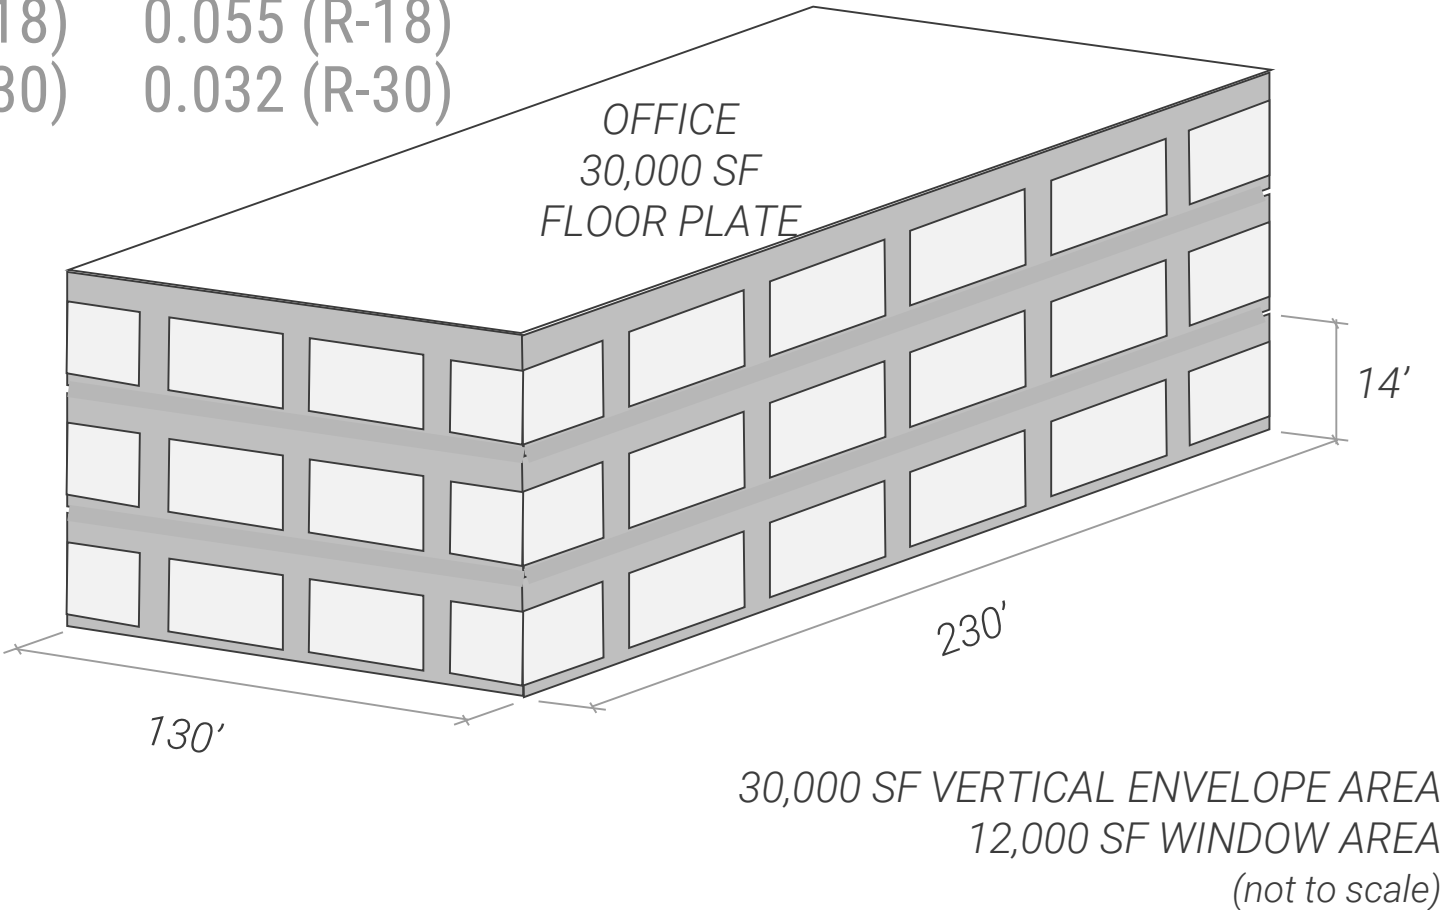 18) 0.055 (R-18)
30) 0.032 (R-30)
OFFICE
30,000 SF
FLOOR PLATE
14’
230’
130’
30,000 SF VERTICAL ENVELOPE AREA
12,000 SF WINDOW AREA
(not to scale)